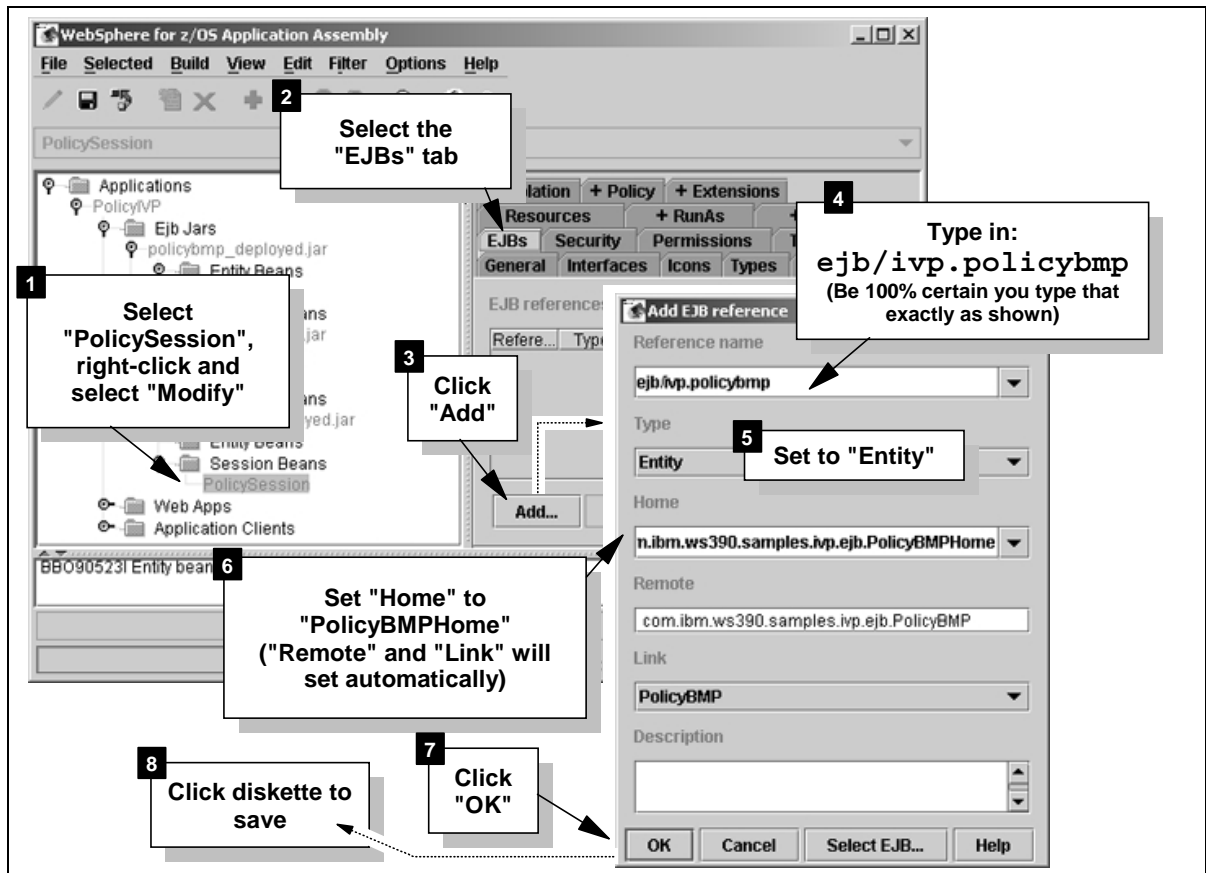 WebSphere for z/OS Application Assembly
File Selected Build View Edit Filter Options Help
2
Select the
"EJBs" tab
PolicySession
Applications
PolicyIVP
Ejb Jars
policybmp_deployed.jar
Entity Beans
1
Select
"PolicySession",
right-click and
select "Modify"
ans
jar
ans
yed.jar
Entity Beans
Session Beans
PolicySession
Web Apps
Application Clients
lation + Policy + Extensions
Resources + RunAs +
EJBs Security Permissions T
General Interfaces Icons Types
EJB references
Refere... Type
3
Click
"Add"
Add...
4
Type in:
ejb/ivp.policybmp
(Be 100% certain you type that
exactly as shown)
Add EJB reference
Reference name
ejb/ivp.policybmp
Type
5
Set to "Entity"
Entity
Home
n.ibm.ws390.samples.ivp.ejb.PolicyBMPHome
Remote
com.ibm.ws390.samples.ivp.ejb.PolicyBMP
Link
PolicyBMP
Description
OK Cancel Select EJB... Help
BBO90523I Entity bean
6
Set "Home" to
"PolicyBMPHome"
("Remote" and "Link" will
set automatically)
7
Click
"OK"
8
Click diskette to
save